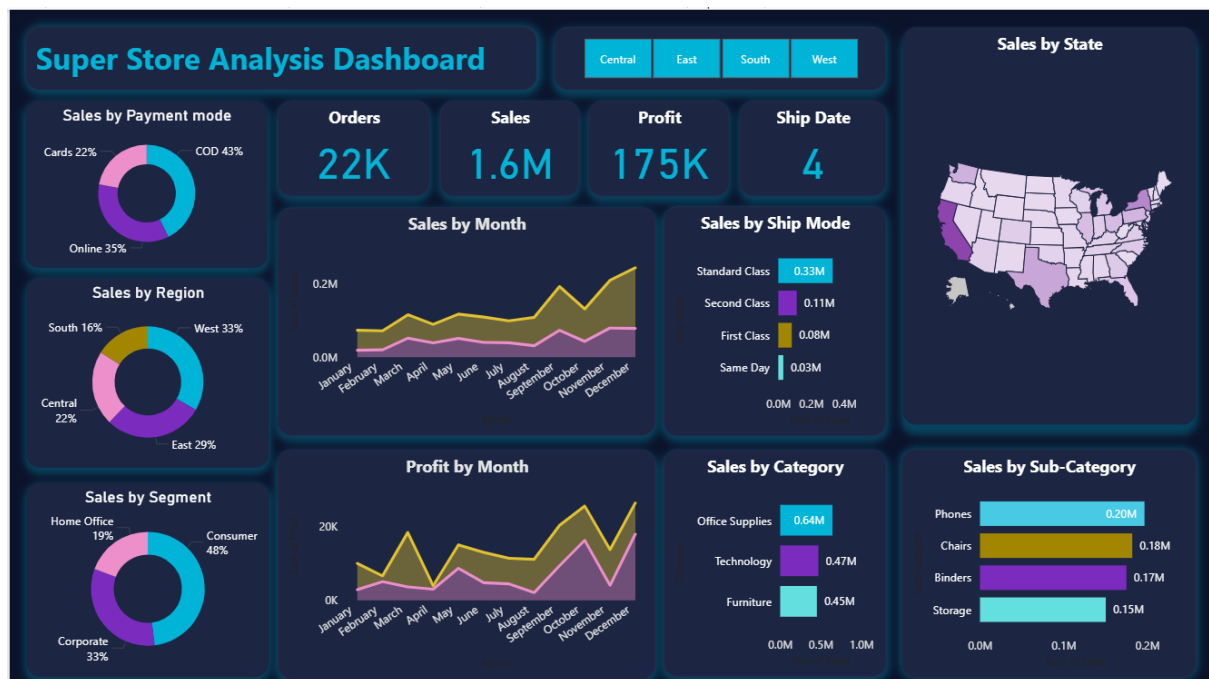 Super Store Analysis Dashboard
Central
East
South
West
Sales by State
Sales by Payment mode
Cards 22%
COD 43%
Online 35%
Orders
22K
Sales
1.6M
Profit
175K
Ship Date
4
Sales by Region
South 16%
West 33%
Central
22%
East 29%
Sales by Month
0.2M
0.0M
January
February
March
April
May
June
July
August
September
October
November
December
Sales by Ship Mode
Standard Class
0.33M
Second Class
0.11M
First Class
0.08M
Same Day
0.03M
0.0M 0.2M 0.4M
Sales by Segment
Home Office
19%
Consumer
48%
Corporate
33%
Profit by Month
20K
0K
January
February
March
April
May
June
July
August
September
October
November
December
Sales by Category
Office Supplies
0.64M
Technology
0.47M
Furniture
0.45M
0.0M 0.5M 1.0M
Sales by Sub-Category
Phones
0.20M
Chairs
0.18M
Binders
0.17M
Storage
0.15M
0.0M 0.1M 0.2M